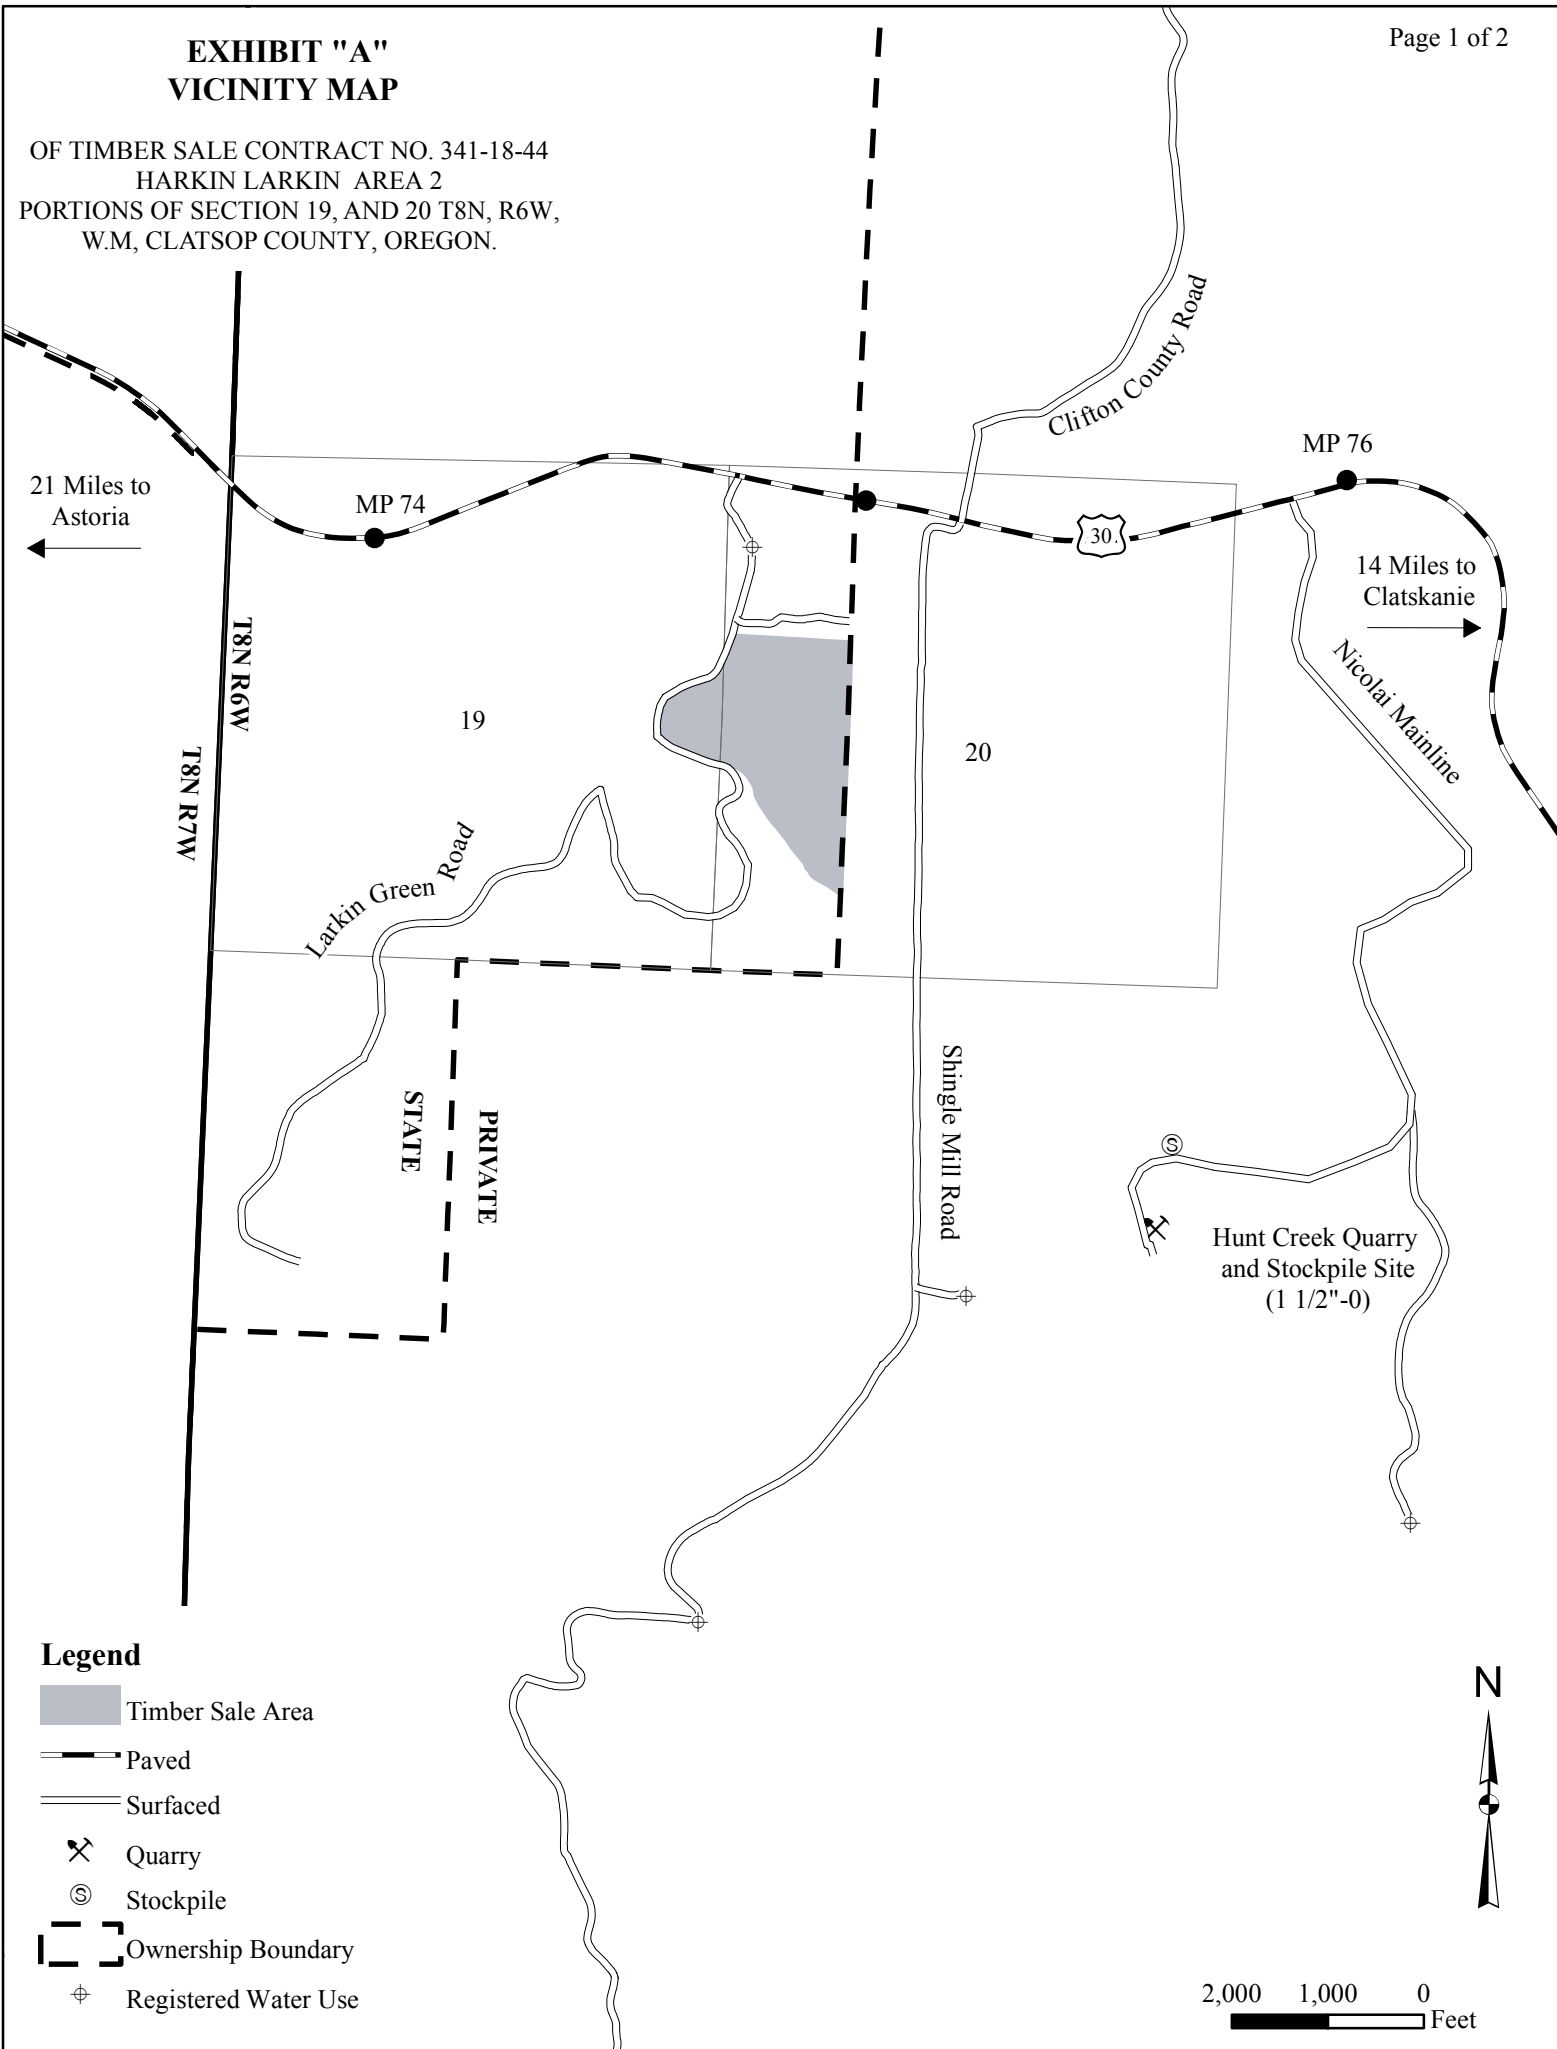 Page 1 of 2
EXHIBIT "A"
VICINITY MAP
OF TIMBER SALE CONTRACT NO. 341-18-44
HARKIN LARKIN AREA 2
PORTIONS OF SECTION 19, AND 20 T8N, R6W,
W.M, CLATSOP COUNTY, OREGON.
Clifton County Road
MP 76
21 Miles to
Astoria
MP 74
30
14 Miles to
Clatskanie
T8N R6W
Nicolai Mainline
19
20
T8N R7W
Larkin Green Road
Shingle Mill Road
STATE
PRIVATE
S
Hunt Creek Quarry
and Stockpile Site
(1 1/2"-0)
Legend
Timber Sale Area
Paved
Surfaced
Quarry
S Stockpile
Ownership Boundary
Registered Water Use
N
2,000 1,000 0
Feet